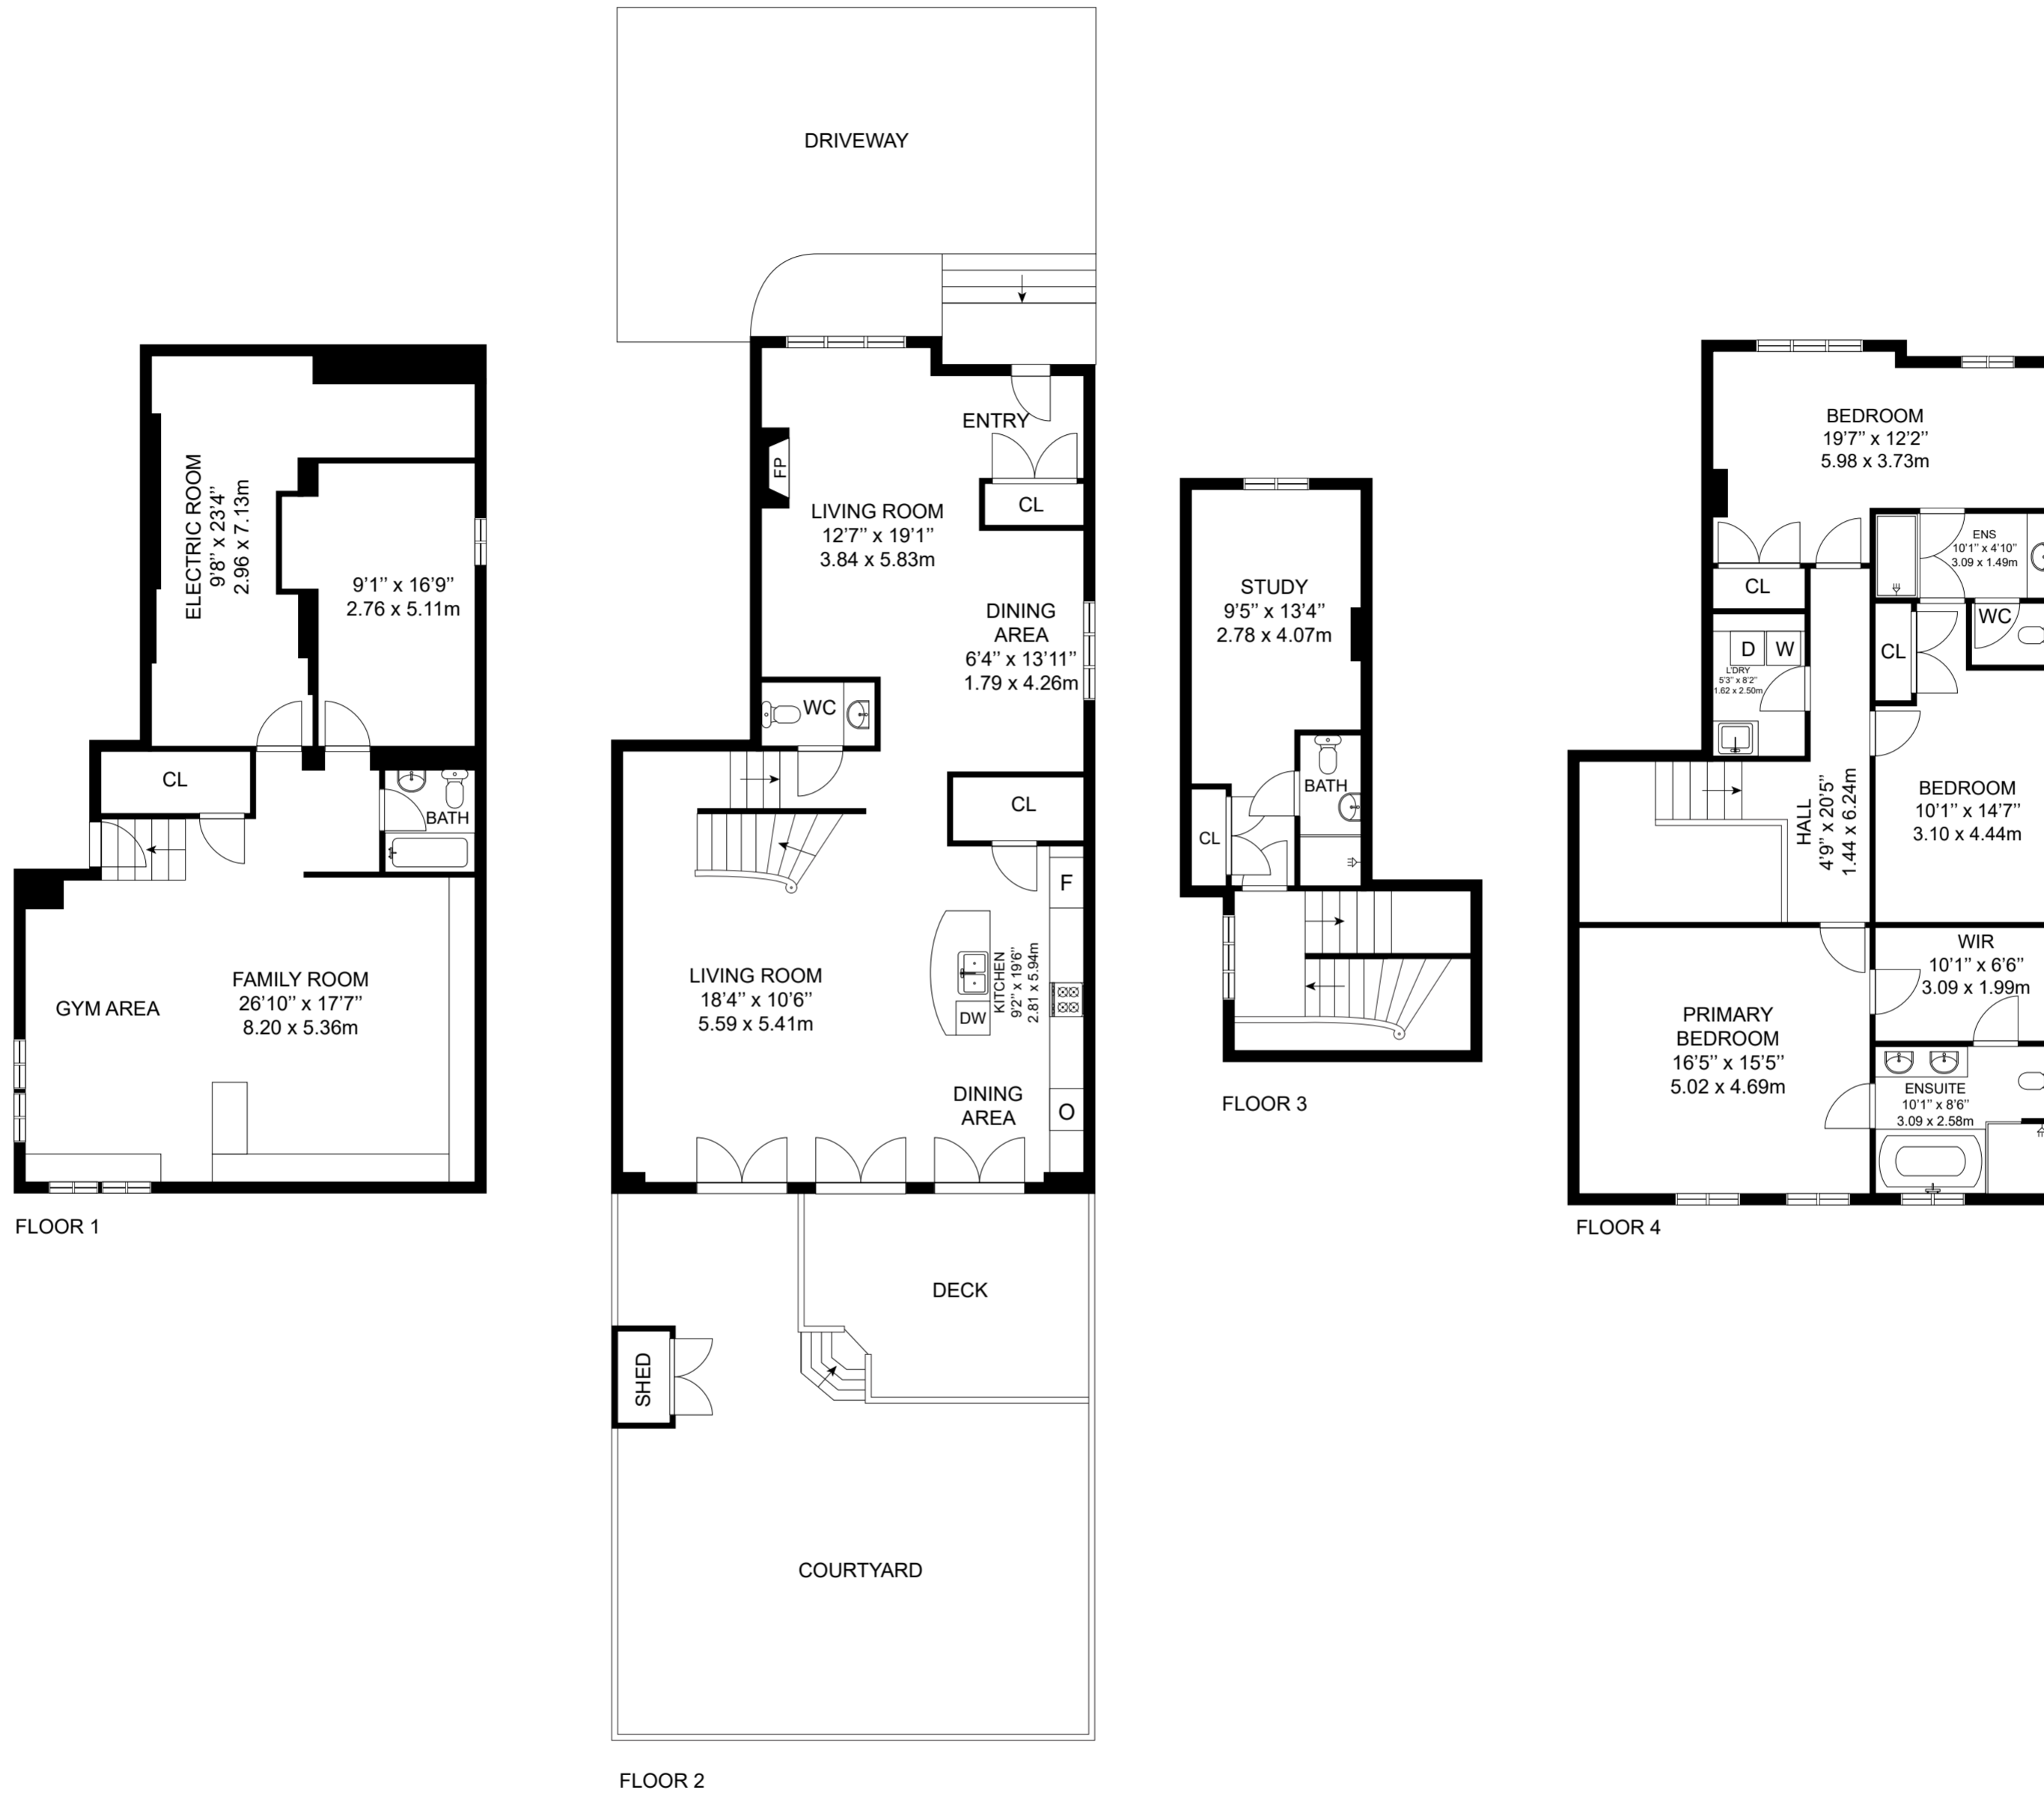 ELECTRIC ROOM
9'8'' x 23'4''
2.96 x 7.13m
9'1'' x 16'9''
2.76 x 5.11m
CL
BATH
GYM AREA
FAMILY ROOM
26'10'' x 17'7''
8.20 x 5.36m
FLOOR 1
DRIVEWAY
ENTRY
FP
CL
LIVING ROOM
12'7'' x 19'1''
3.84 x 5.83m
DINING
AREA
6'4'' x 13'11''
1.79 x 4.26m
WC
CL
F
LIVING ROOM
18'4'' x 10'6''
5.59 x 5.41m
KITCHEN
9'2'' x 19'6''
2.81 x 5.94m
DW
DINING
AREA
O
DECK
SHED
COURTYARD
FLOOR 2
STUDY
9'5'' x 13'4''
2.78 x 4.07m
BATH
CL
FLOOR 3
BEDROOM
19'7'' x 12'2''
5.98 x 3.73m
ENS
10'1'' x 4'10''
3.09 x 1.49m
CL
WC
D
W
CL
L'DRY
5'3'' x 8'2''
1.62 x 2.50m
HALL
4'9'' x 20'5''
1.44 x 6.24m
BEDROOM
10'1'' x 14'7''
3.10 x 4.44m
WIR
10'1'' x 6'6''
3.09 x 1.99m
PRIMARY
BEDROOM
16'5'' x 15'5''
5.02 x 4.69m
ENSUITE
10'1'' x 8'6''
3.09 x 2.58m
FLOOR 4